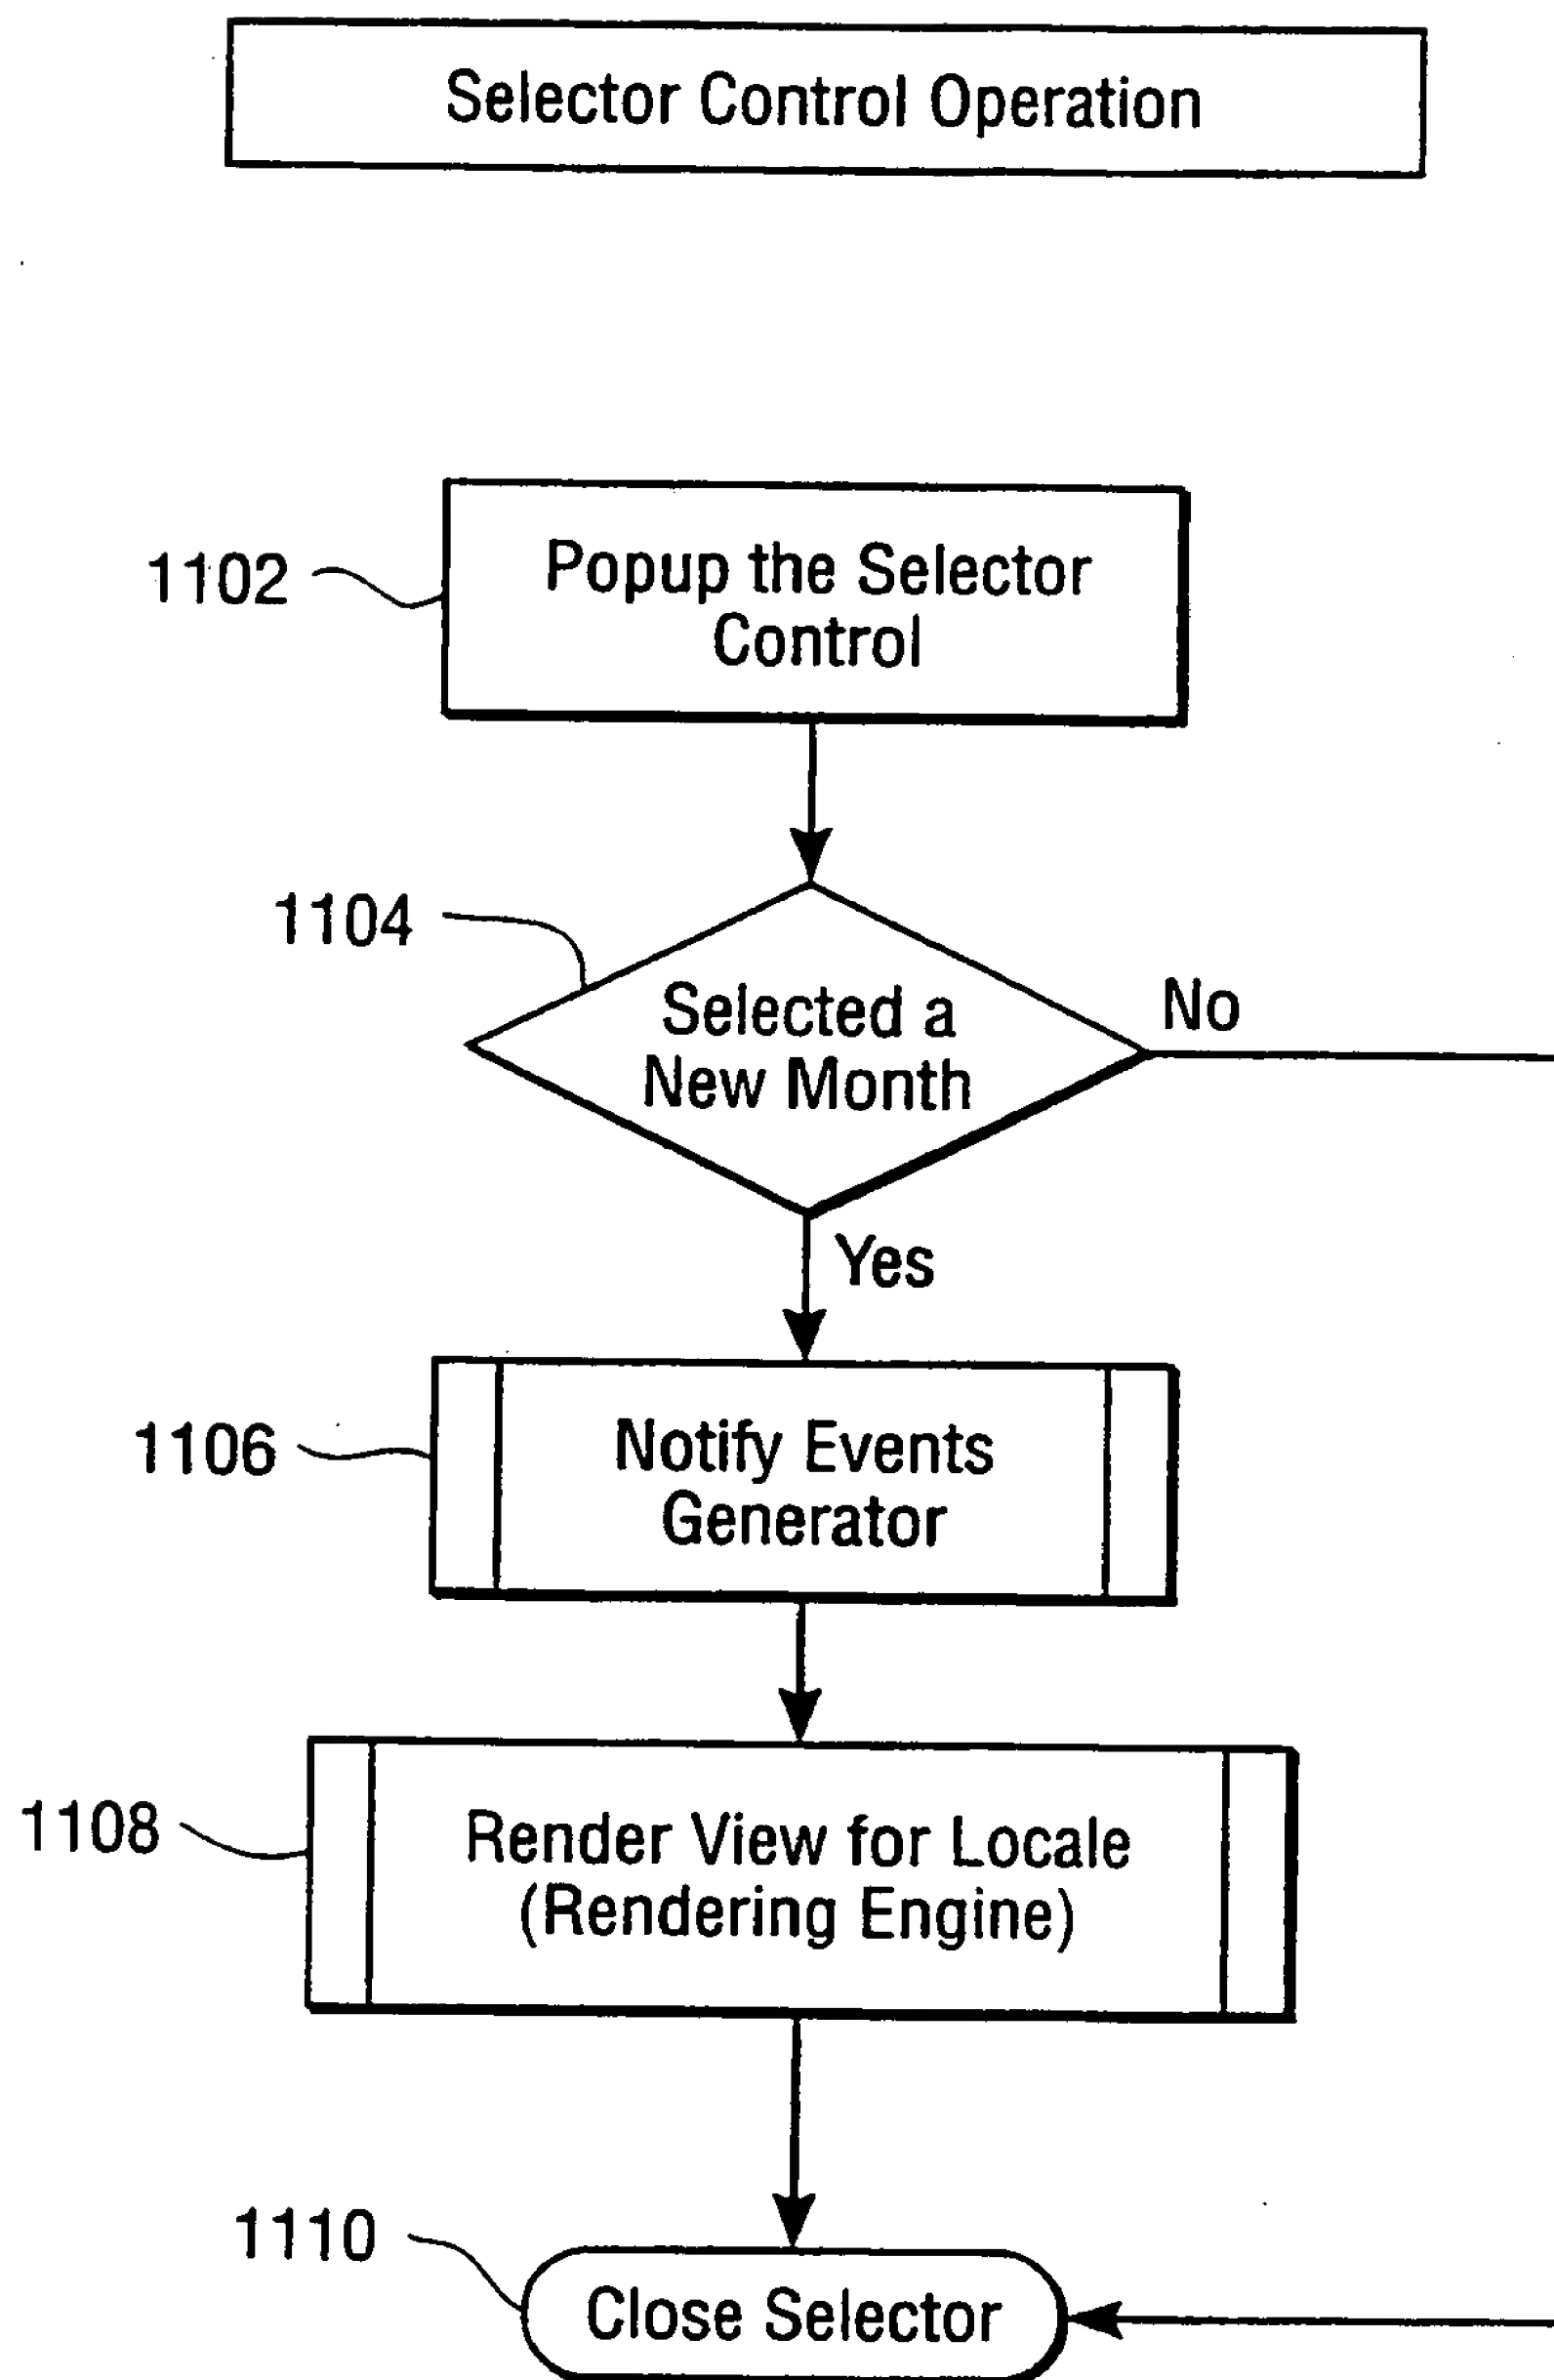 Selector Control Operation
1102
Popup the Selector
Control
1104
Selected a
New Month
No
Yes
1106
Notify Events
Generator
1108
Render View for Locale
(Rendering Engine)
1110
Close Selector